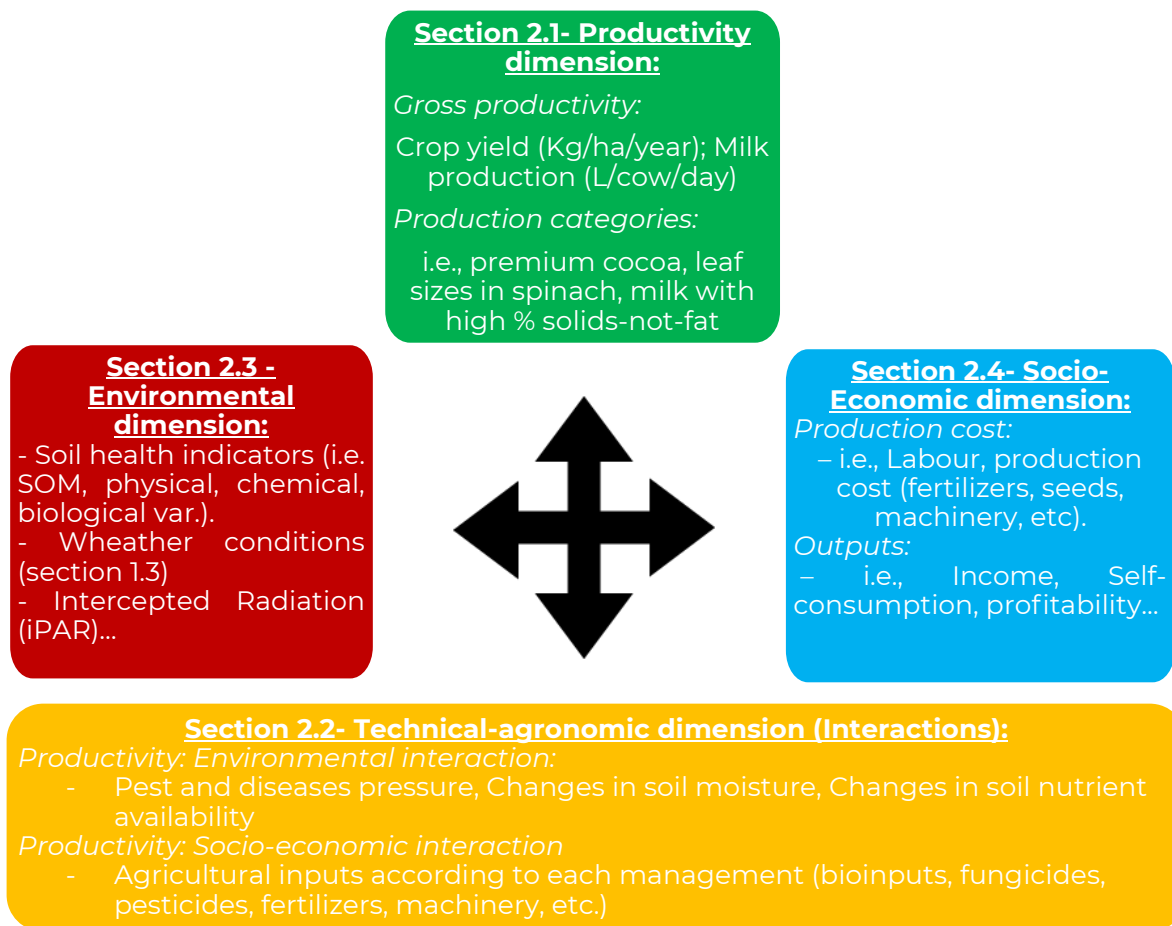 Section 2.1- Productivity
dimension:
Gross productivity:
Crop yield (Kg/ha/year); Milk
production (L/cow/day)
Production categories:
i.e., premium cocoa, leaf
sizes in spinach, milk with
high % solids-not-fat
Section 2.3 -
Environmental
dimension:
- Soil health indicators (i.e.
SOM, physical, chemical,
biological var.).
- Wheather conditions
(section 1.3)
- Intercepted Radiation
(iPAR)…
Section 2.4- Socio-
Economic dimension:
Production cost:
– i.e., Labour, production
cost (fertilizers, seeds,
machinery, etc).
Outputs:
– i.e., Income, Self-
consumption, profitability…
Section 2.2- Technical-agronomic dimension (Interactions):
Productivity: Environmental interaction:
- Pest and diseases pressure, Changes in soil moisture, Changes in soil nutrient
availability
Productivity: Socio-economic interaction
- Agricultural inputs according to each management (bioinputs, fungicides,
pesticides, fertilizers, machinery, etc.)